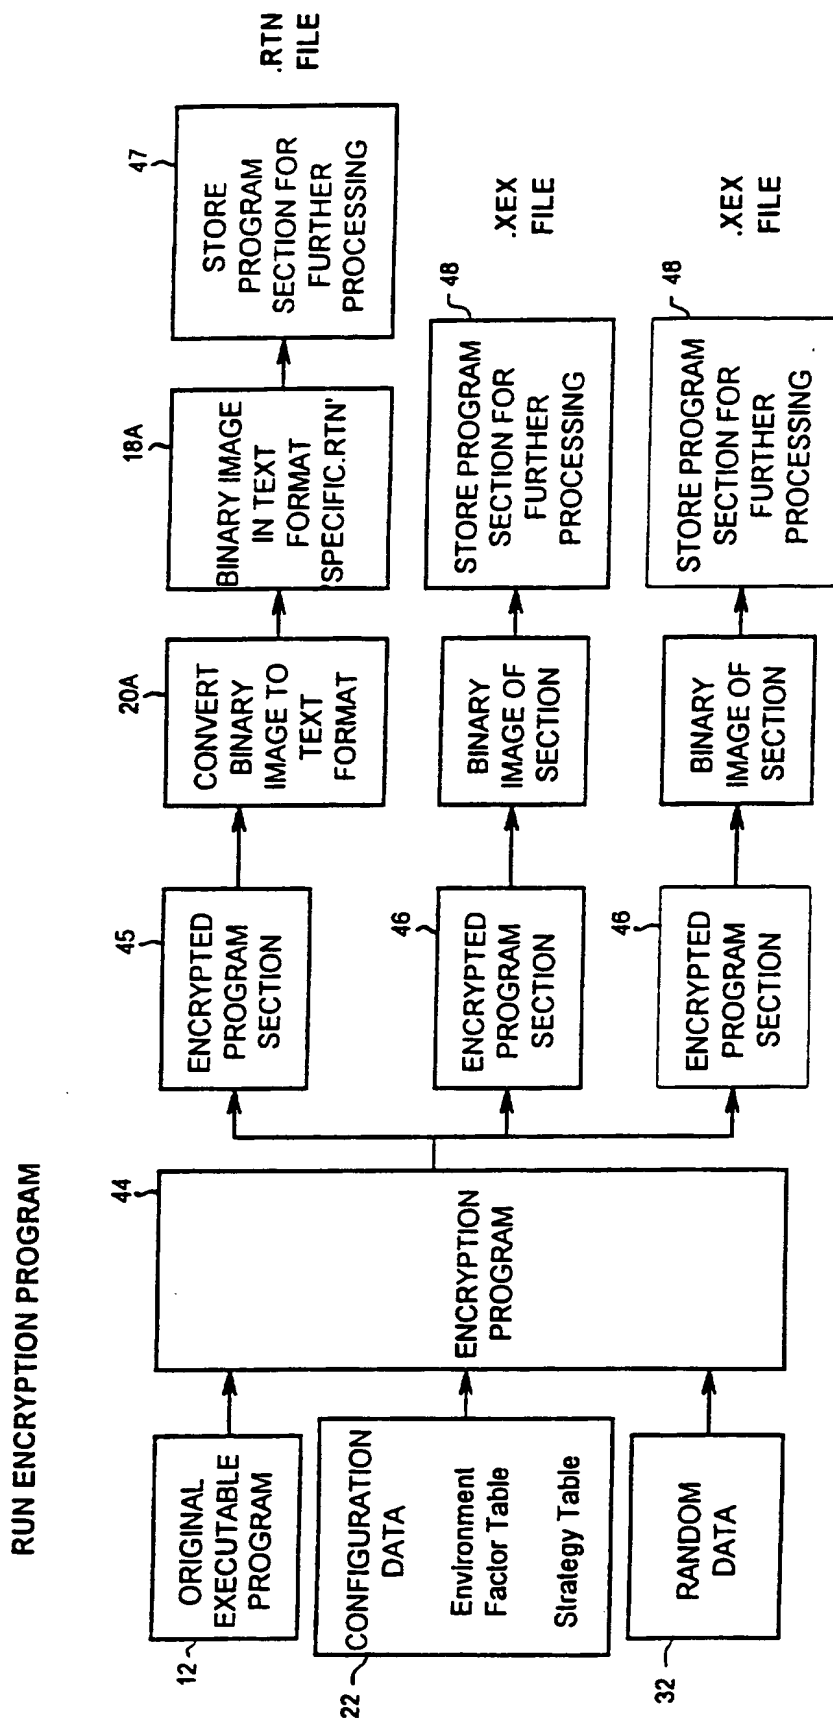 RUN ENCRYPTION PROGRAM
12
ORIGINAL
EXECUTABLE
PROGRAM
22
CONFIGURATION
DATA
Environment
Factor Table
Strategy Table
32
RANDOM
DATA
44
ENCRYPTION
PROGRAM
45
ENCRYPTED
PROGRAM
SECTION
20A
CONVERT
BINARY
IMAGE TO
TEXT
FORMAT
18A
BINARY IMAGE
IN TEXT
FORMAT
'SPECIFIC.RTN'
47
STORE
PROGRAM
SECTION FOR
FURTHER
PROCESSING
.RTN
FILE
46
ENCRYPTED
PROGRAM
SECTION
BINARY
IMAGE OF
SECTION
48
STORE PROGRAM
SECTION FOR
FURTHER
PROCESSING
.XEX
FILE
46
ENCRYPTED
PROGRAM
SECTION
BINARY
IMAGE OF
SECTION
48
STORE PROGRAM
SECTION FOR
FURTHER
PROCESSING
.XEX
FILE